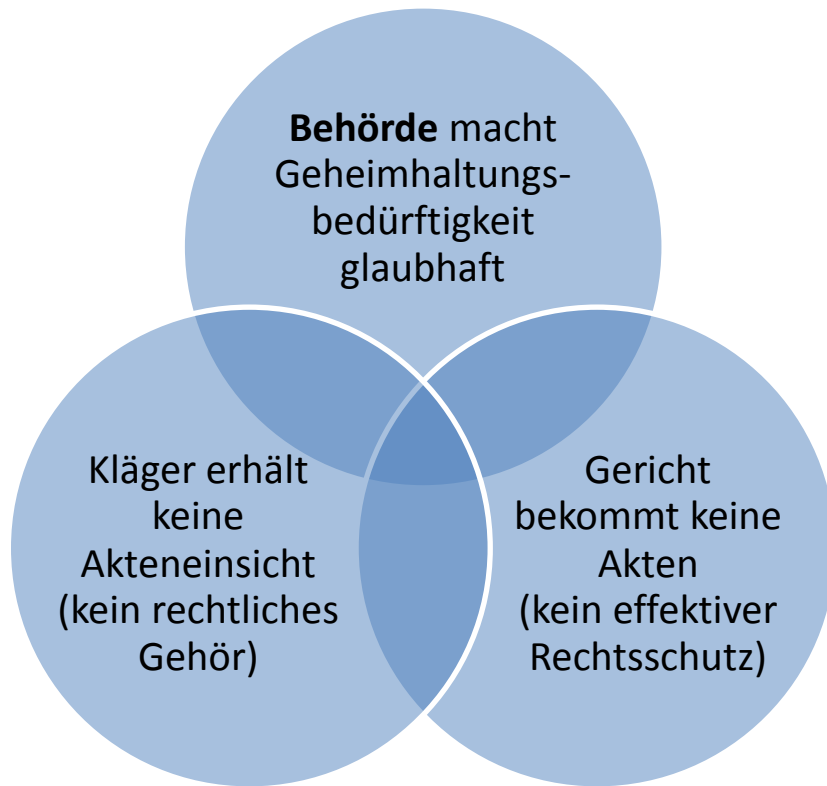 Behörde macht
Geheimhaltungs-
bedürftigkeit
glaubhaft
Kläger erhält
keine
Akteneinsicht
(kein rechtliches
Gehör)
Gericht
bekommt keine
Akten
(kein effektiver
Rechtsschutz)